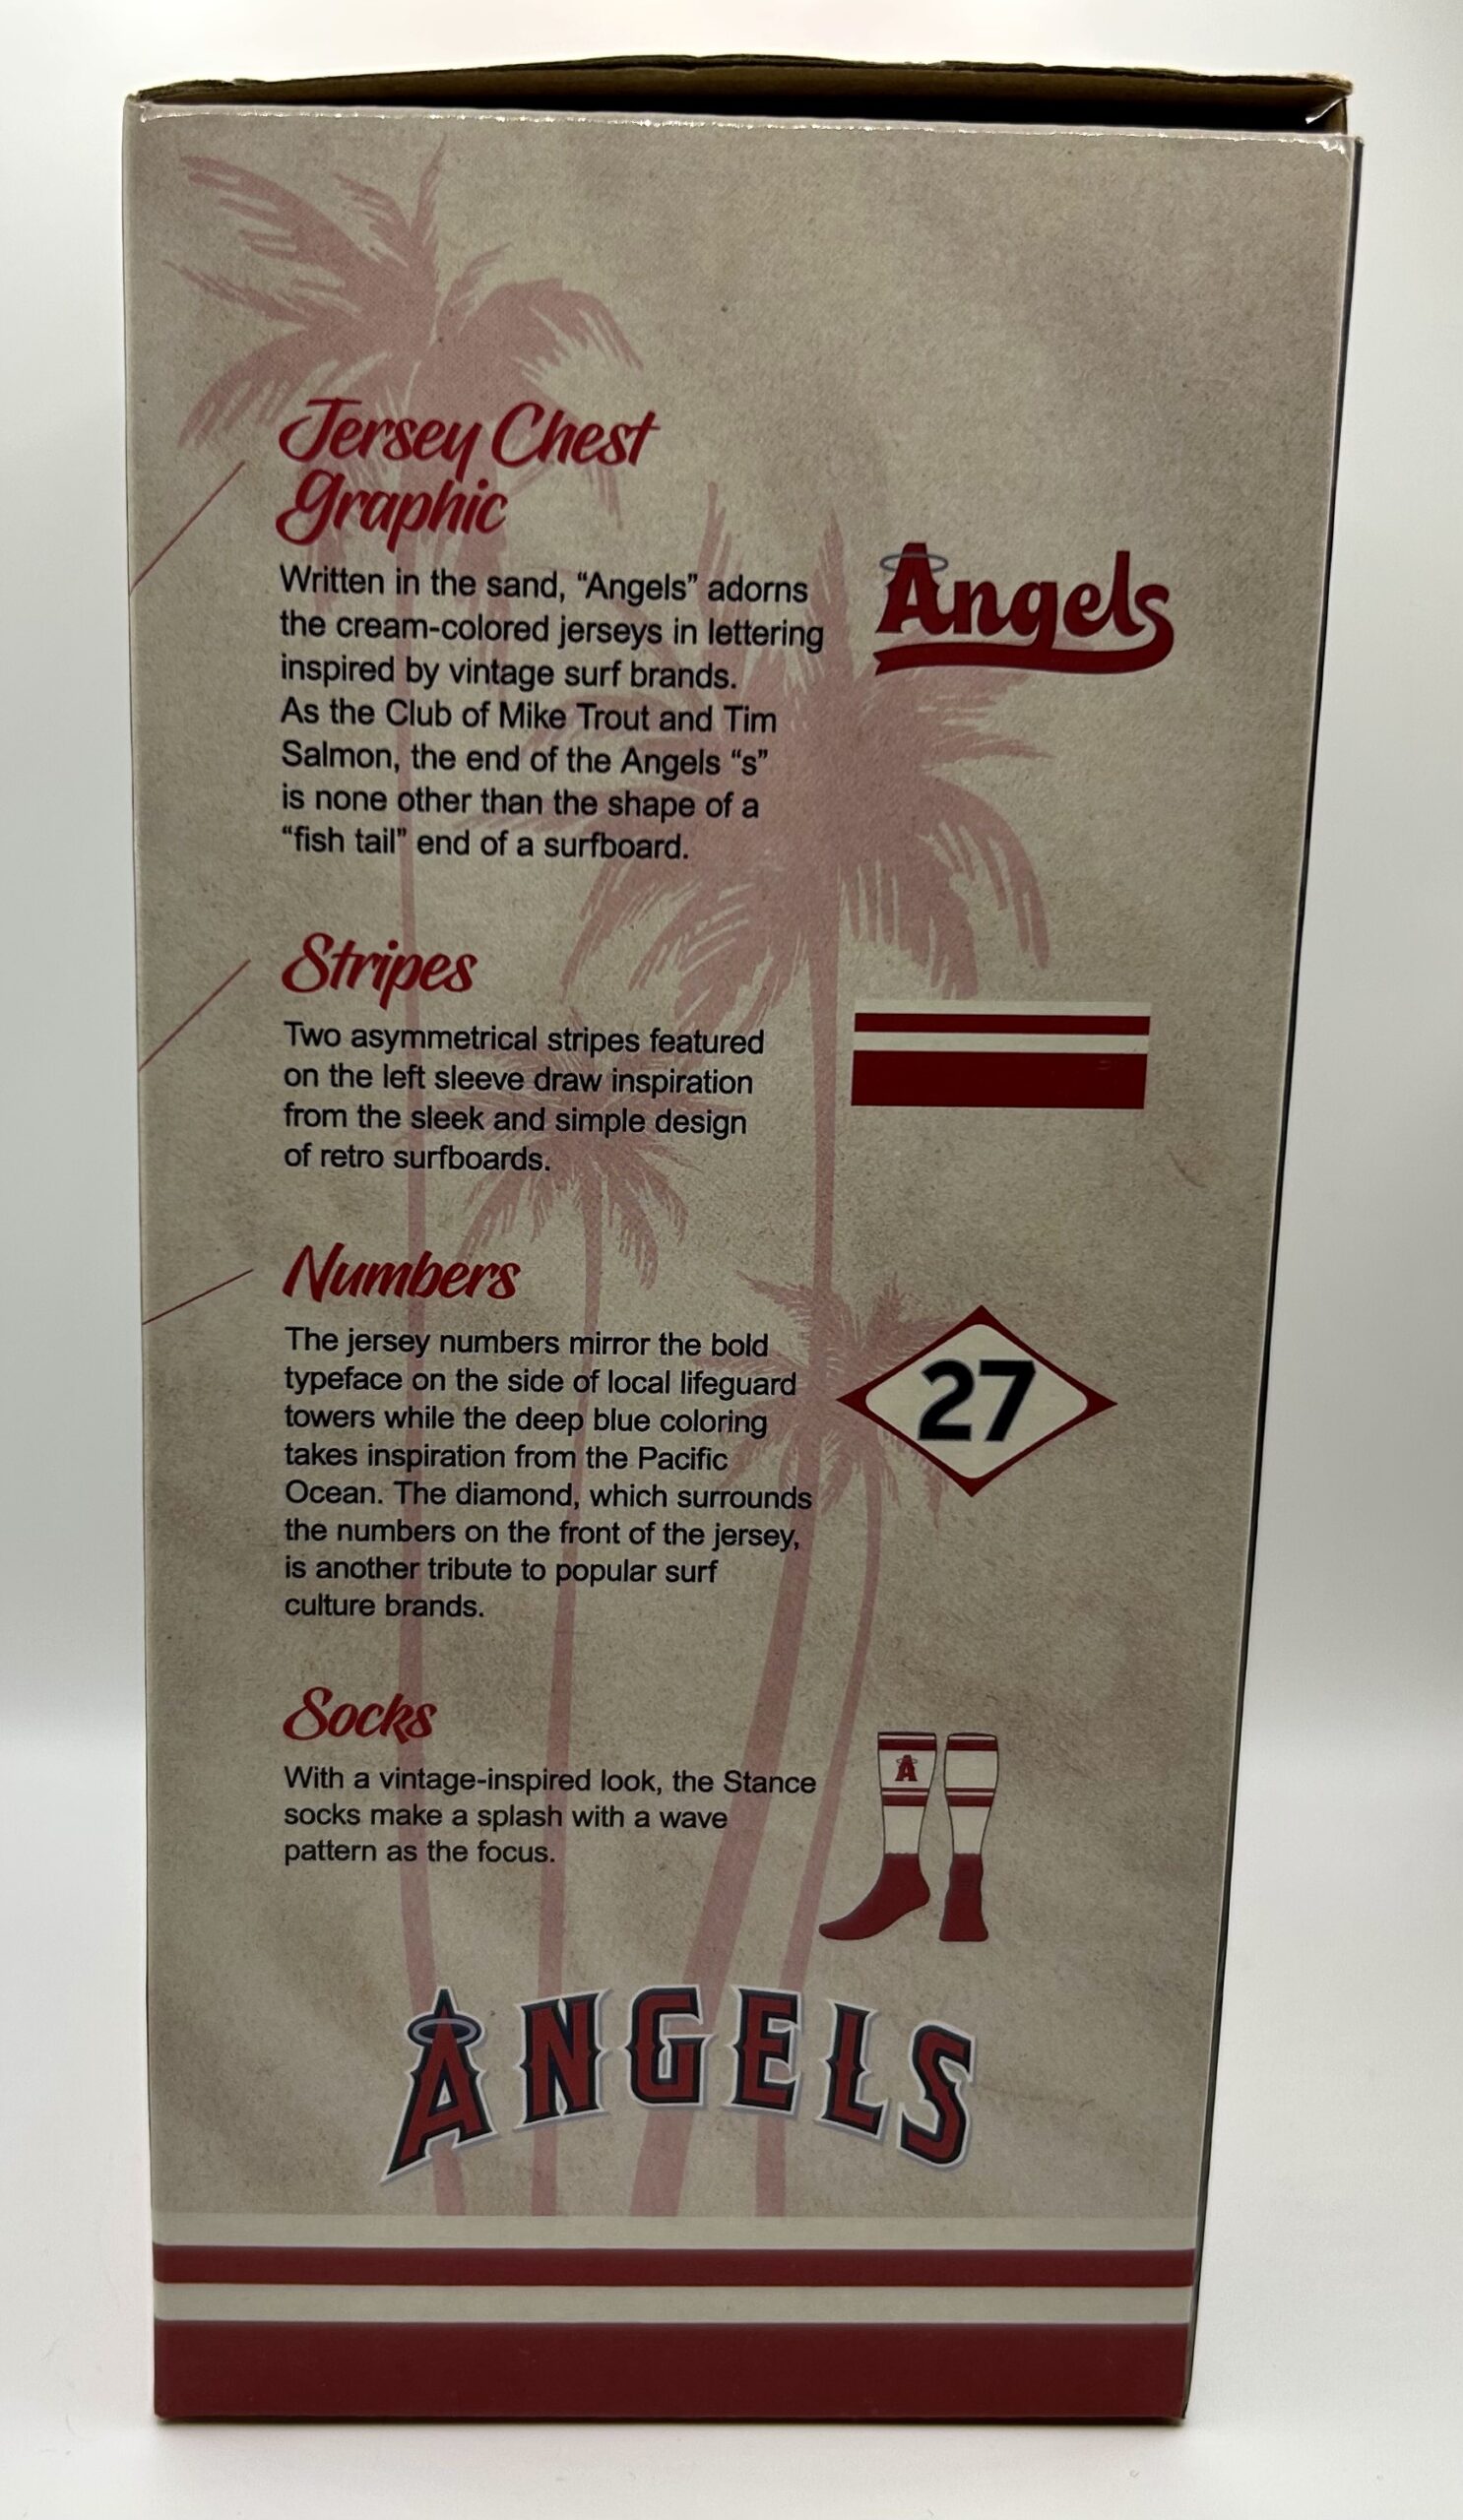 Jersey Chest
Graphic
Written in the sand, “Angels” adorns
the cream-colored jerseys in lettering
inspired by vintage surf brands.
As the Club of Mike Trout and Tim
Salmon, the end of the Angels “s”
is none other than the shape of a
“fish tail” end of a surfboard.
Angels
Stripes
Two asymmetrical stripes featured
on the left sleeve draw inspiration
from the sleek and simple design
of retro surfboards.
Numbers
The jersey numbers mirror the bold
typeface on the side of local lifeguard
towers while the deep blue coloring
takes inspiration from the Pacific
Ocean. The diamond, which surrounds
the numbers on the front of the jersey,
is another tribute to popular surf
culture brands.
27
Socks
With a vintage-inspired look, the Stance
socks make a splash with a wave
pattern as the focus.
A
ANGELS